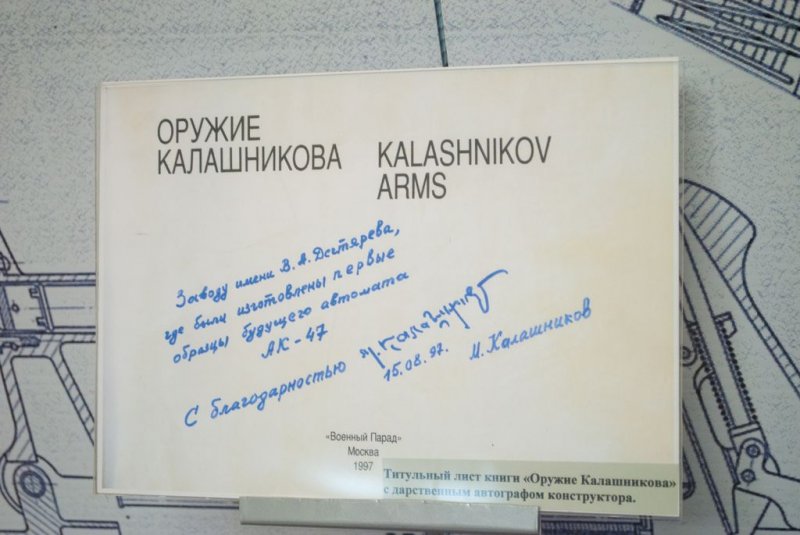 ОРУЖИЕ
КАЛАШНИКОВА
KALASHNIKOV
ARMS
Заводу имени В. А. Дегтярева,
где были изготовлены первые
образцы будущего автомата
АК-47
С благодарностью М. Калашников
15.08.97. М. Калашников
«Военный Парад»
Москва
1997
Титульный лист книги «Оружие Калашникова»
с дарственным автографом конструктора.